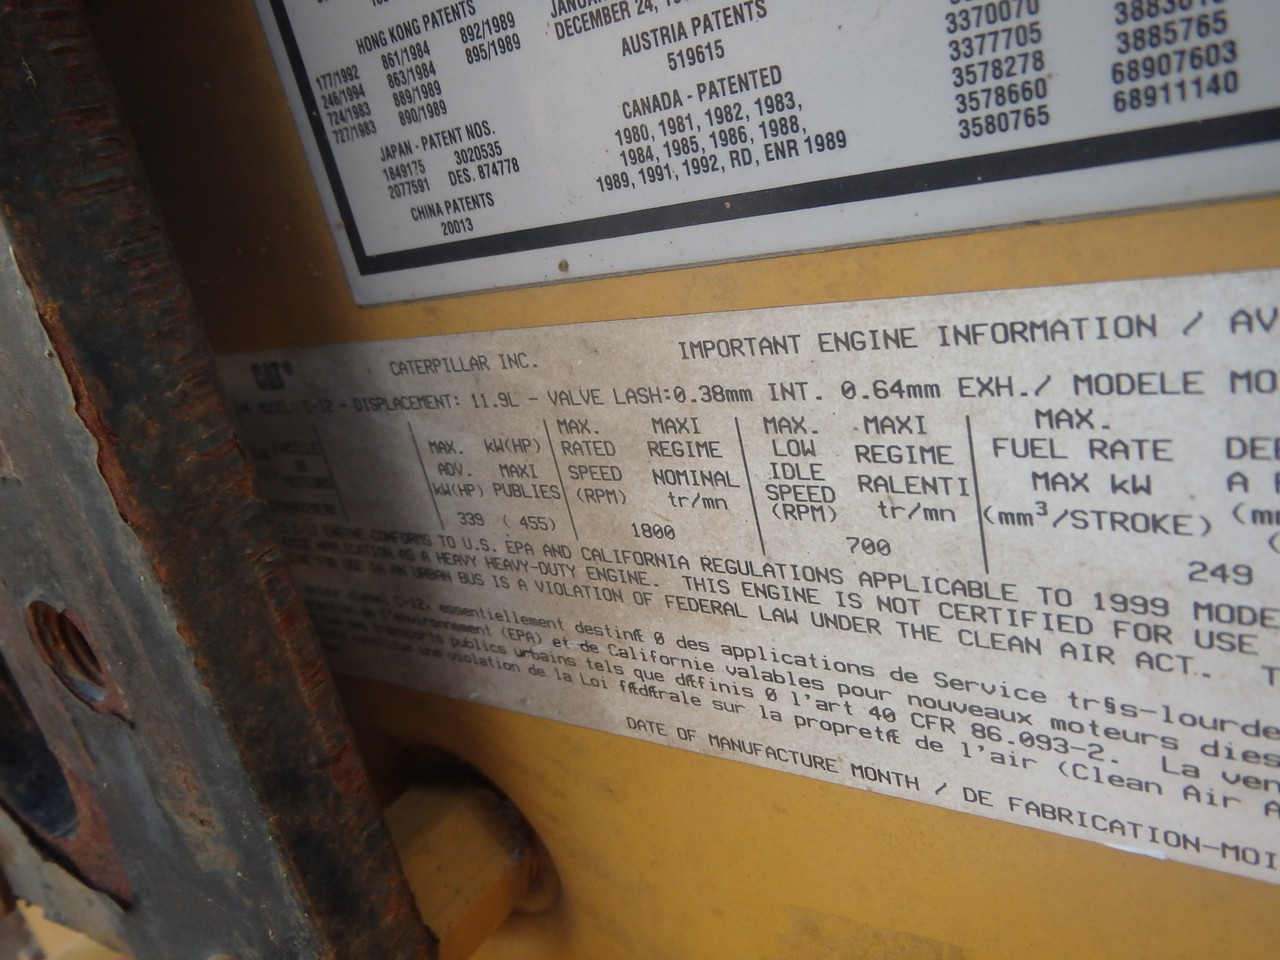 HONG KONG PATENTS
177/1992 861/1984 892/1989
246/1994 863/1984 895/1989
724/1983 889/1989
727/1983 890/1989
JAPAN - PATENT NOS.
1849175 3020535
2077591 DES. 874778
CHINA PATENTS
20013
DECEMBER 24,
AUSTRIA PATENTS
519615
CANADA - PATENTED
1980, 1981, 1982, 1983,
1984, 1985, 1986, 1988,
1989, 1991, 1992, RD, ENR 1989
3370070
3377705
3578278
3578660
3580765
3885765
68907603
68911140
CAT®
CATERPILLAR INC.
IMPORTANT ENGINE INFORMATION / AV
C-12 - DISPLACEMENT: 11.9L - VALVE LASH:0.38mm INT. 0.64mm EXH./ MODELE MO
MAX. kW(HP)
ADV. MAXI
kW(HP) PUBLIES
339 ( 455)
MAX. MAXI
RATED REGIME
SPEED NOMINAL
(RPM) tr/mn
1800
MAX. MAXI
LOW REGIME
IDLE RALENTI
SPEED tr/mn
(RPM)
700
MAX.
FUEL RATE
MAX kW
(mm³/STROKE)
249
ENGINE CONFORMS TO U.S. EPA AND CALIFORNIA REGULATIONS APPLICABLE TO 1999 MODE
APPLICATION AS A HEAVY HEAVY-DUTY ENGINE. THIS ENGINE IS NOT CERTIFIED FOR USE
FOR USE IN AN URBAN BUS IS A VIOLATION OF FEDERAL LAW UNDER THE CLEAN AIR ACT.
diesel C-12, essentiellement destinÆ 0 des applications de Service tr§s-lourde
l'environnement (EPA) et de Californie valables pour nouveaux moteurs dies
transports publics urbains tels que dÆfinis 0 l'art 40 CFR 86.093-2. La ven
une violation de la Loi fÆdÆrale sur la propretÆ de l'air (Clean Air A
DATE OF MANUFACTURE MONTH / DE FABRICATION-MOI